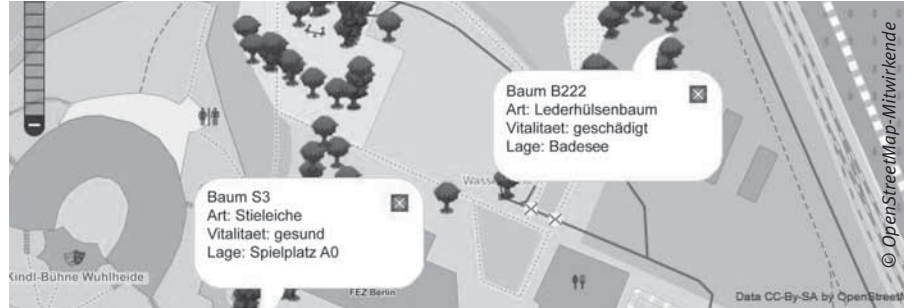 Baum B222
Art: Lederhülsenbaum
Vitalitaet: geschädigt
Lage: Badesee
Baum S3
Art: Stieleiche
Vitalitaet: gesund
Lage: Spielplatz A0
Kindl-Bühne Wuhlheide
FEZ Berlin
Data CC-By-SA by OpenStreetM
© OpenStreetMap-Mitwirkende